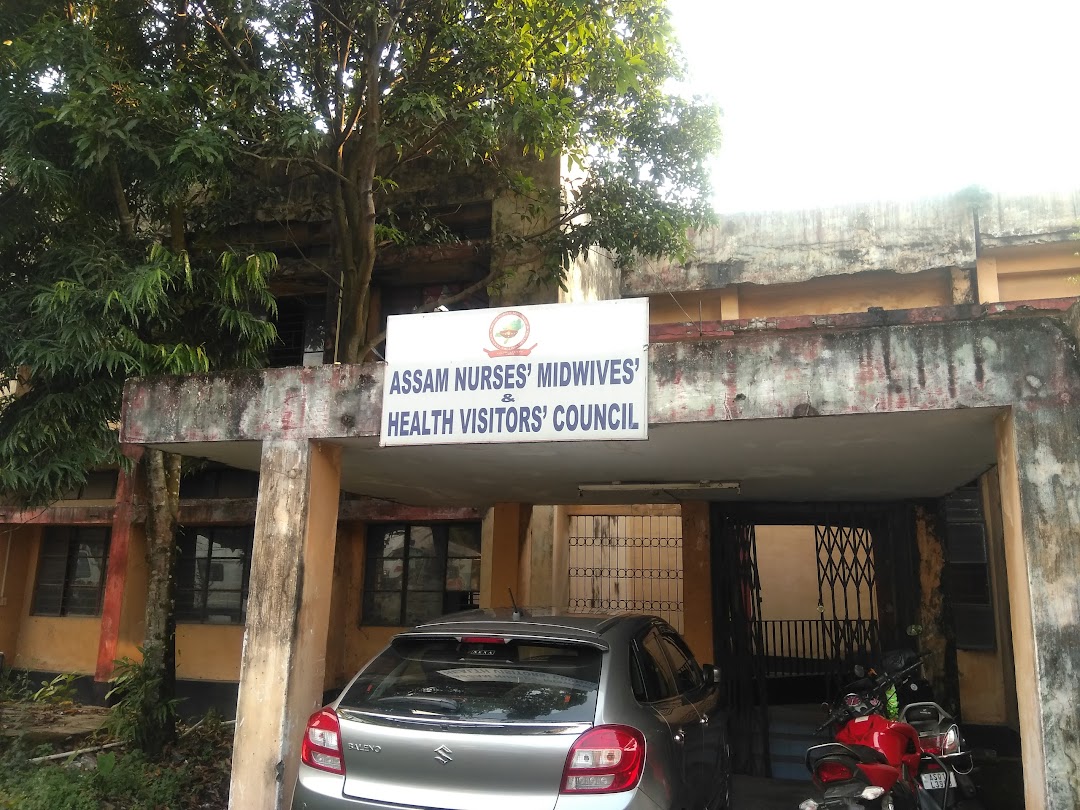 ASSAM NURSES' MIDWIVES'
&
HEALTH VISITORS' COUNCIL
BALENO